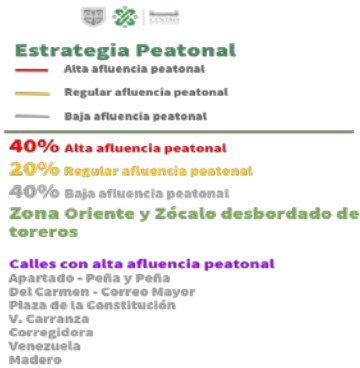 Estrategia Peatonal
Alta afluencia peatonal
Regular afluencia peatonal
Baja afluencia peatonal
40% Alta afluencia peatonal
20% Regular afluencia peatonal
40% Baja afluencia peatonal
Zona Oriente y Zócalo desbordado de
toreros
Calles con alta afluencia peatonal
Apartado - Peña y Peña
Del Carmen - Correo Mayor
Plaza de la Constitución
V. Carranza
Corregidora
Venezuela
Madero